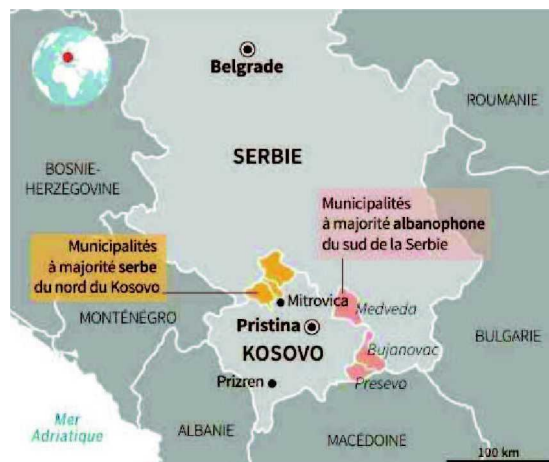 Belgrade
ROUMANIE
SERBIE
BOSNIE-
HERZÉGOVINE
Municipalités
à majorité albanophone
du sud de la Serbie
Municipalités
à majorité serbe
du nord du Kosovo
Mitrovica
Medveda
MONTÉNÉGRO
Pristina
BULGARIE
KOSOVO
Bujanovac
Prizren
Presevo
Mer
Adriatique
ALBANIE
MACÉDOINE
100 km